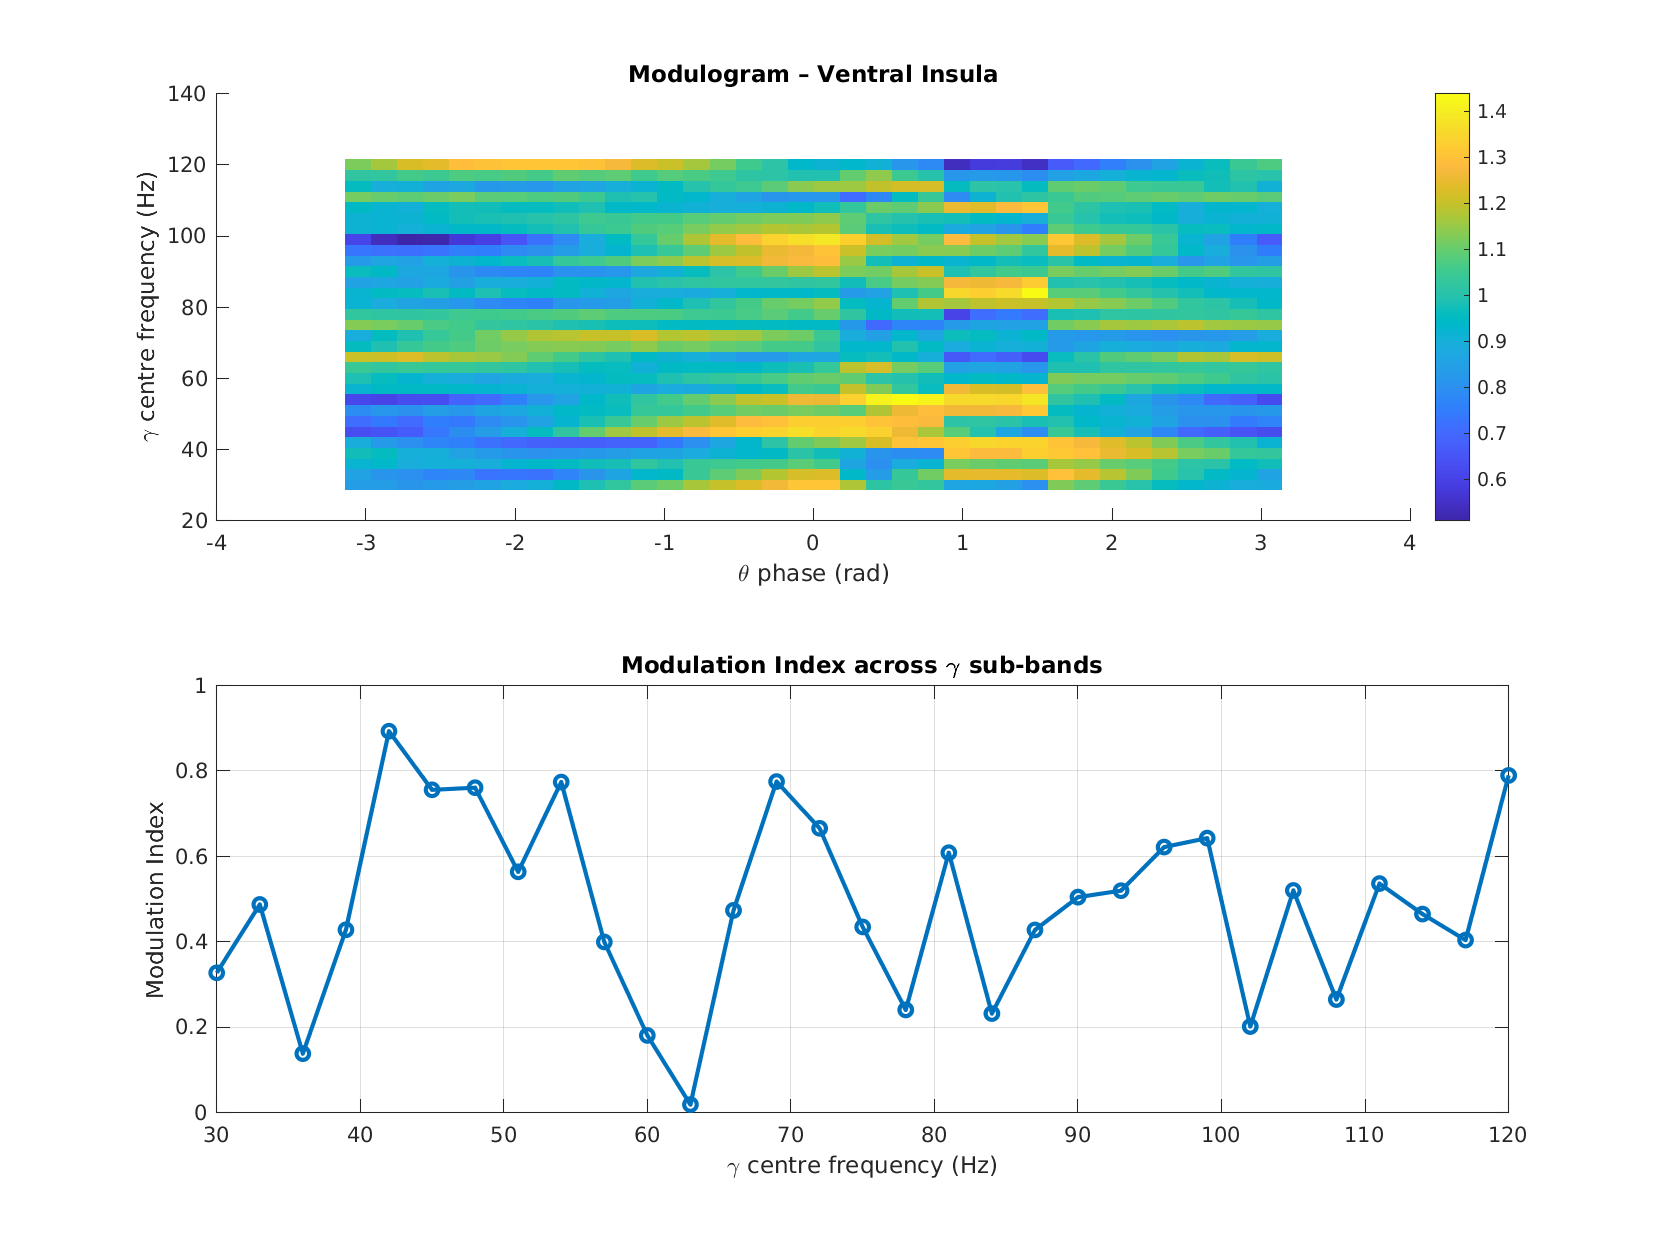 Modulogram – Ventral Insula
140
120
100
80
60
40
20
γ centre frequency (Hz)
-4 -3 -2 -1 0 1 2 3 4
θ phase (rad)
1.4
1.3
1.2
1.1
1
0.9
0.8
0.7
0.6
Modulation Index across γ sub-bands
1
0.8
0.6
0.4
0.2
0
Modulation Index
30 40 50 60 70 80 90 100 110 120
γ centre frequency (Hz)